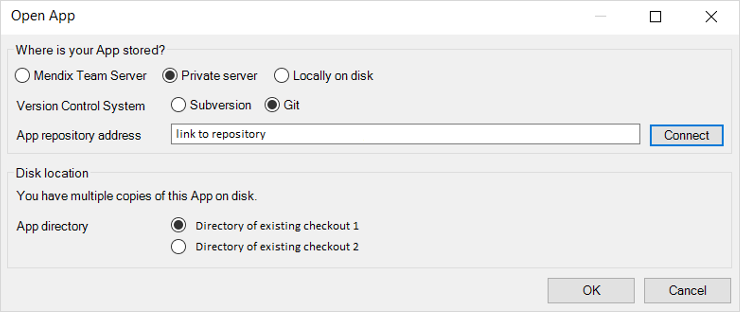 Open App
Where is your App stored?
Mendix Team Server Private server Locally on disk
Version Control System Subversion Git
App repository address link to repository Connect
Disk location
You have multiple copies of this App on disk.
App directory Directory of existing checkout 1
Directory of existing checkout 2
OK Cancel